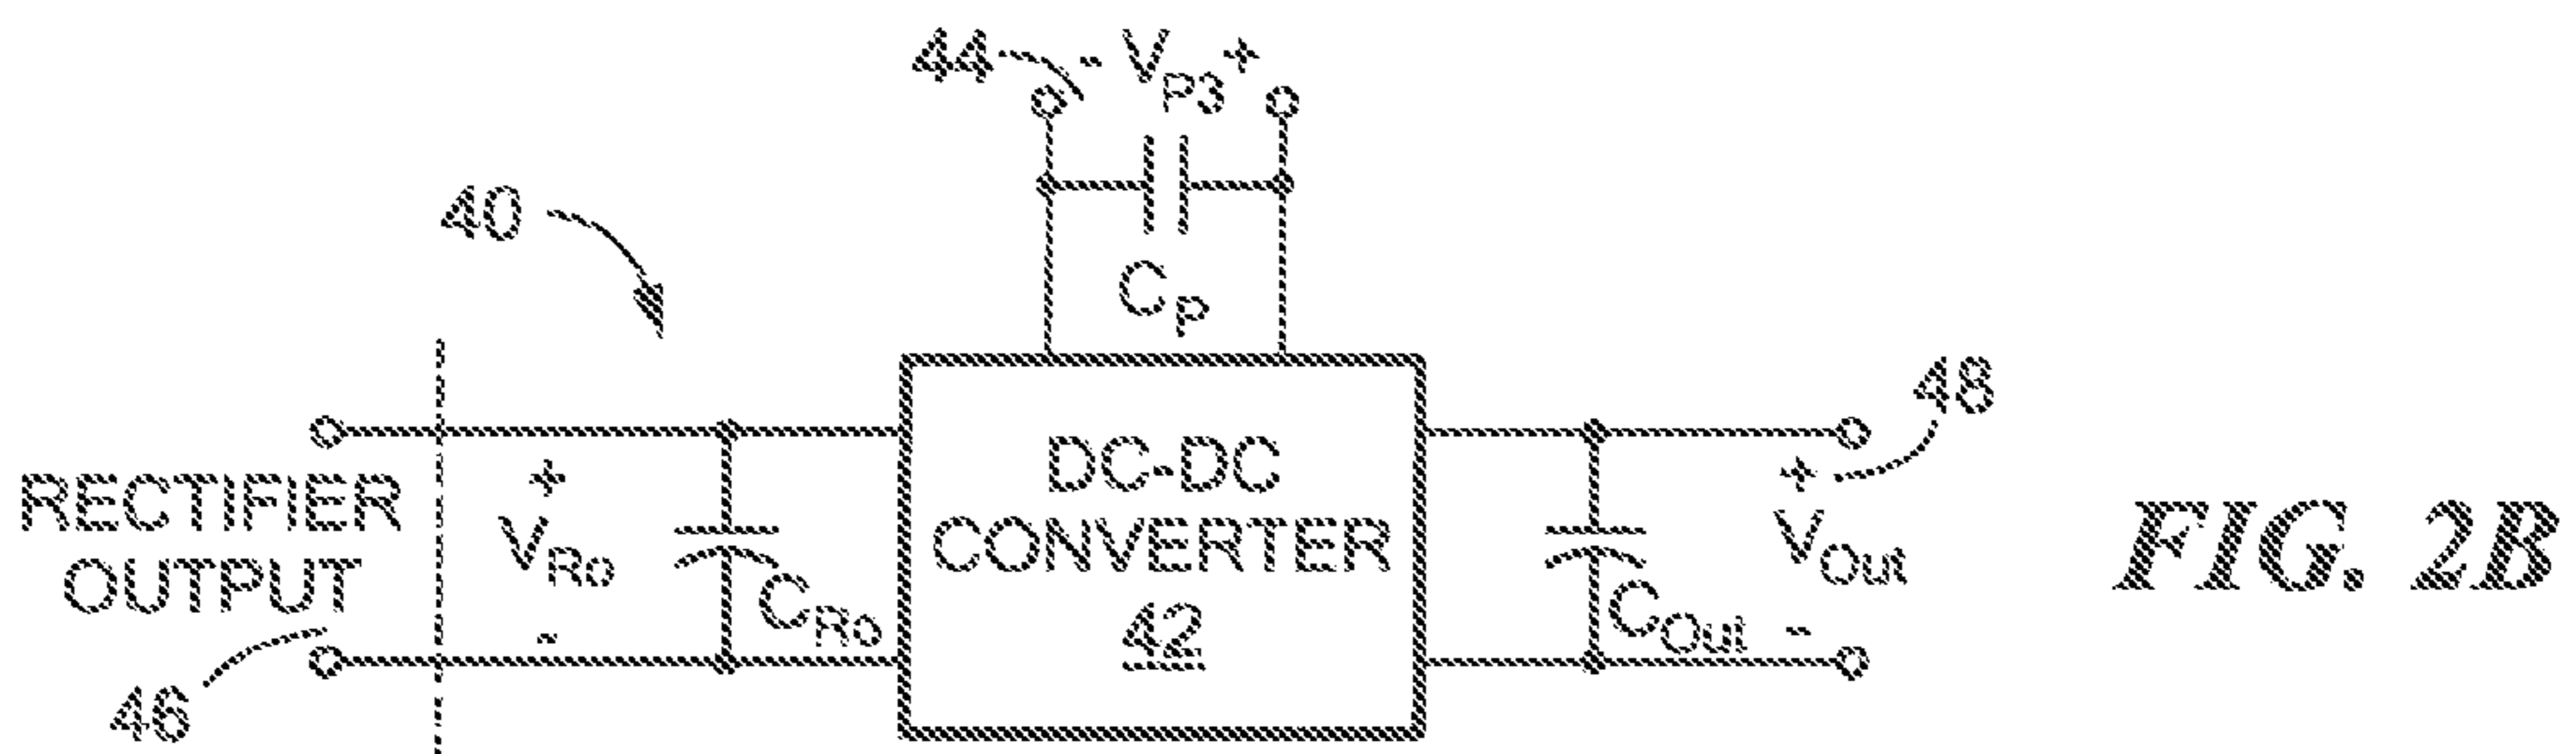 44
- VP3 +
40
CP
48
RECTIFIER
OUTPUT
+
VRo
-
CRo
DC-DC
CONVERTER
42
+
VOut
-
COut
46
FIG. 2B